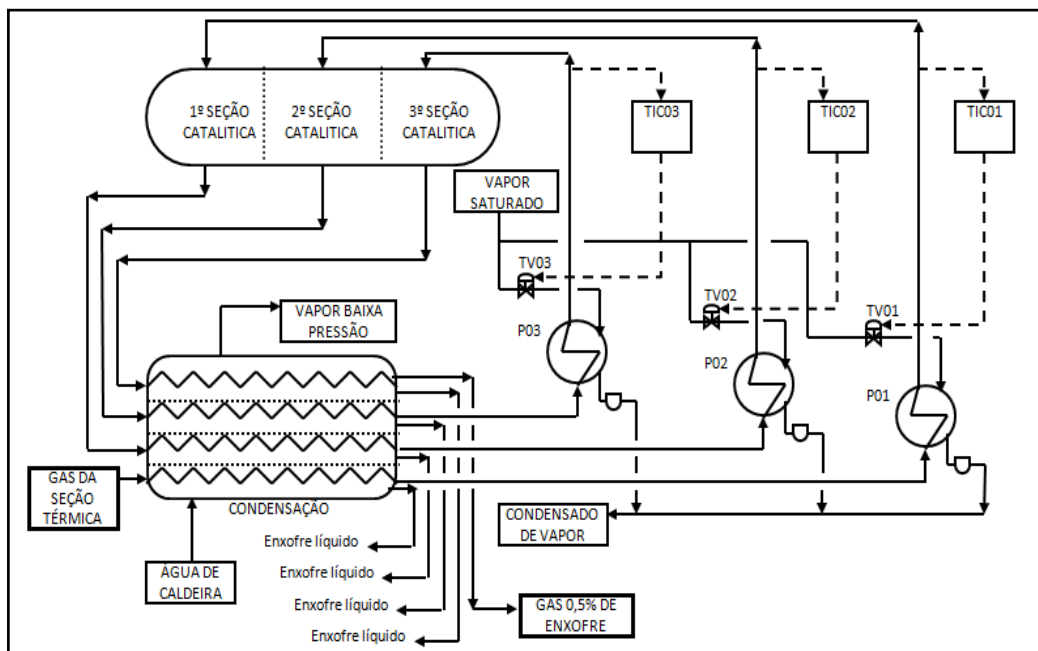 1º SEÇÃO
CATALITICA
2º SEÇÃO
CATALITICA
3º SEÇÃO
CATALITICA
TIC03
TIC02
TIC01
VAPOR
SATURADO
TV03
TV02
TV01
VAPOR BAIXA
PRESSÃO
P03
P02
P01
GAS DA
SEÇÃO
TÉRMICA
CONDENSAÇÃO
CONDENSADO
DE VAPOR
ÁGUA DE
CALDEIRA
Enxofre líquido
Enxofre líquido
Enxofre líquido
Enxofre líquido
GAS 0,5% DE
ENXOFRE